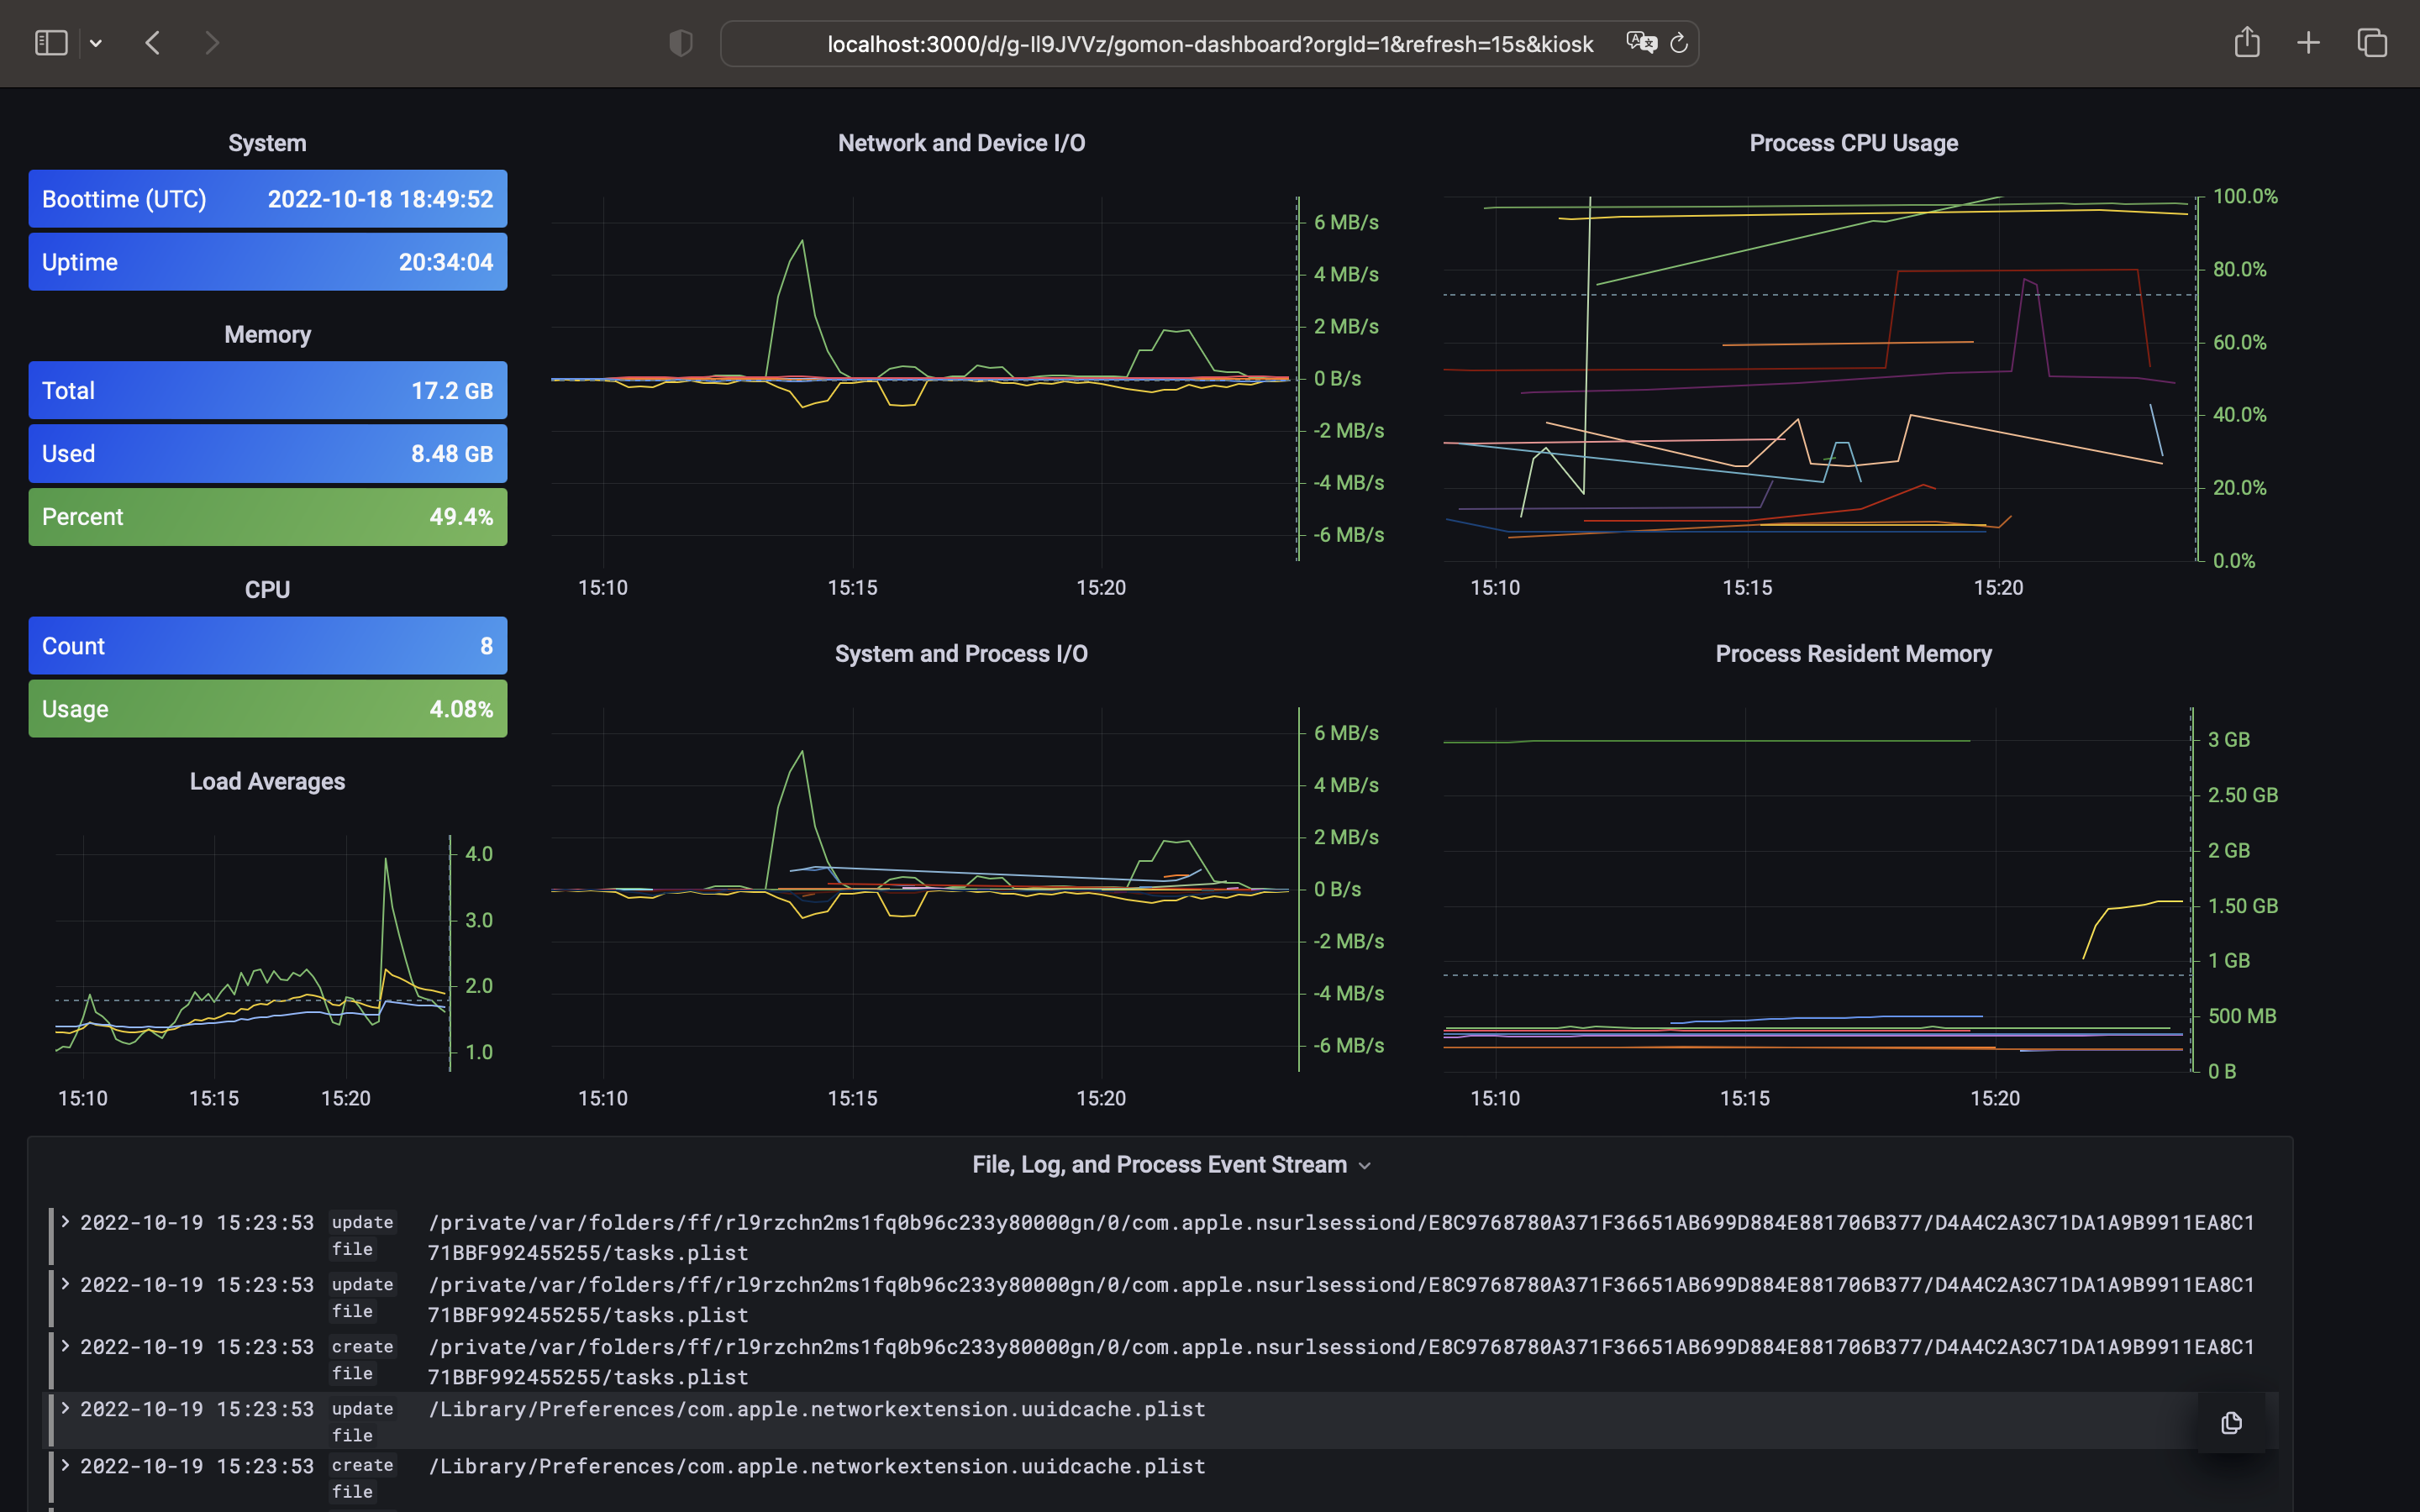 localhost:3000/d/g-Il9JVVz/gomon-dashboard?orgId=1&refresh=15s&kiosk
System
Boottime (UTC) 2022-10-18 18:49:52
Uptime 20:34:04
Memory
Total 17.2 GB
Used 8.48 GB
Percent 49.4%
CPU
Count 8
Usage 4.08%
Load Averages
4.0
3.0
2.0
1.0
15:10 15:15 15:20
Network and Device I/O
6 MB/s
4 MB/s
2 MB/s
0 B/s
-2 MB/s
-4 MB/s
-6 MB/s
15:10 15:15 15:20
Process CPU Usage
100.0%
80.0%
60.0%
40.0%
20.0%
0.0%
15:10 15:15 15:20
System and Process I/O
6 MB/s
4 MB/s
2 MB/s
0 B/s
-2 MB/s
-4 MB/s
-6 MB/s
15:10 15:15 15:20
Process Resident Memory
3 GB
2.50 GB
2 GB
1.50 GB
1 GB
500 MB
0 B
15:10 15:15 15:20
File, Log, and Process Event Stream
2022-10-19 15:23:53 update /private/var/folders/ff/rl9rzchn2ms1fq0b96c233y80000gn/0/com.apple.nsurlsessiond/E8C9768780A371F36651AB699D884E881706B377/D4A4C2A3C71DA1A9B9911EA8C1
file 71BBF992455255/tasks.plist
2022-10-19 15:23:53 update /private/var/folders/ff/rl9rzchn2ms1fq0b96c233y80000gn/0/com.apple.nsurlsessiond/E8C9768780A371F36651AB699D884E881706B377/D4A4C2A3C71DA1A9B9911EA8C1
file 71BBF992455255/tasks.plist
2022-10-19 15:23:53 create /private/var/folders/ff/rl9rzchn2ms1fq0b96c233y80000gn/0/com.apple.nsurlsessiond/E8C9768780A371F36651AB699D884E881706B377/D4A4C2A3C71DA1A9B9911EA8C1
file 71BBF992455255/tasks.plist
2022-10-19 15:23:53 update /Library/Preferences/com.apple.networkextension.uuidcache.plist
file
2022-10-19 15:23:53 create /Library/Preferences/com.apple.networkextension.uuidcache.plist
file